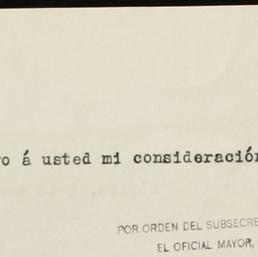 o á usted mi consideración
POR ORDEN DEL SUBSECRE
EL OFICIAL MAYOR,